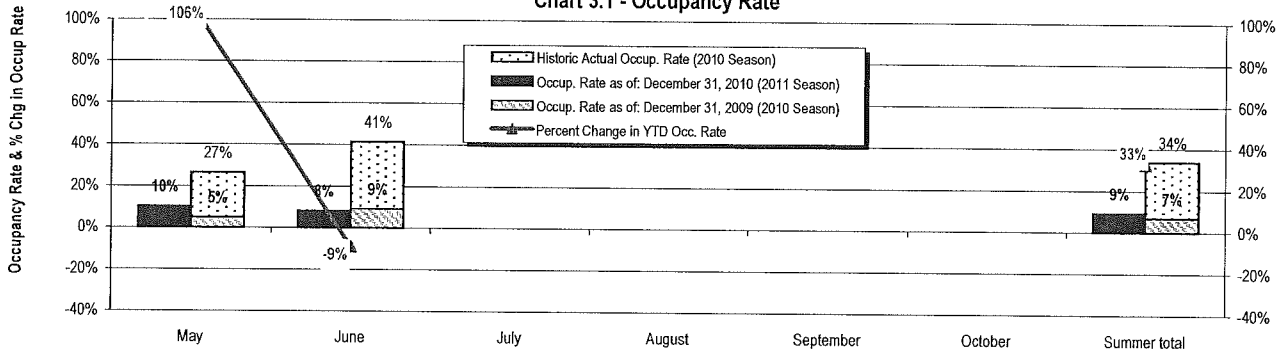 Chart 3.1 - Occupancy Rate
Occupancy Rate & % Chg in Occup Rate
100%
80%
60%
40%
20%
0%
-20%
-40%
106%
Historic Actual Occup. Rate (2010 Season)
Occup. Rate as of: December 31, 2010 (2011 Season)
Occup. Rate as of: December 31, 2009 (2010 Season)
Percent Change in YTD Occ. Rate
10%
27%
5%
8%
41%
9%
-9%
9%
33%
34%
7%
100%
80%
60%
40%
20%
0%
-20%
-40%
May
June
July
August
September
October
Summer total